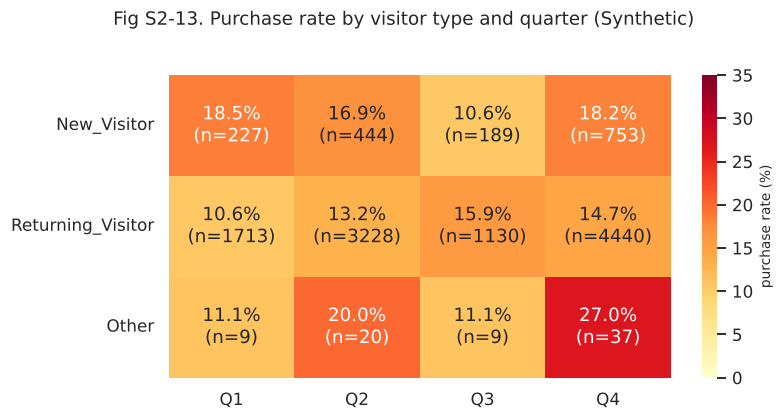 Fig S2-13. Purchase rate by visitor type and quarter (Synthetic)
New_Visitor
18.5%
(n=227)
16.9%
(n=444)
10.6%
(n=189)
18.2%
(n=753)
Returning_Visitor
10.6%
(n=1713)
13.2%
(n=3228)
15.9%
(n=1130)
14.7%
(n=4440)
Other
11.1%
(n=9)
20.0%
(n=20)
11.1%
(n=9)
27.0%
(n=37)
Q1
Q2
Q3
Q4
35
30
25
20
15
10
5
0
purchase rate (%)